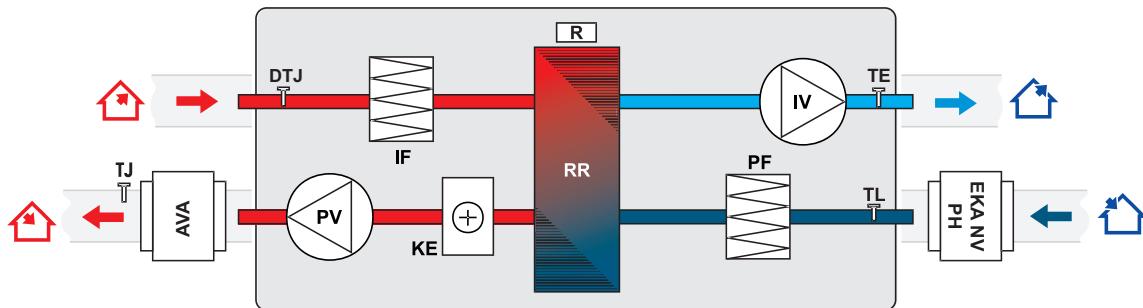 R
DTJ
TE
IV
IF
RR
PF
TJ
AVA
PV
KE
TL
EKA NV
PH